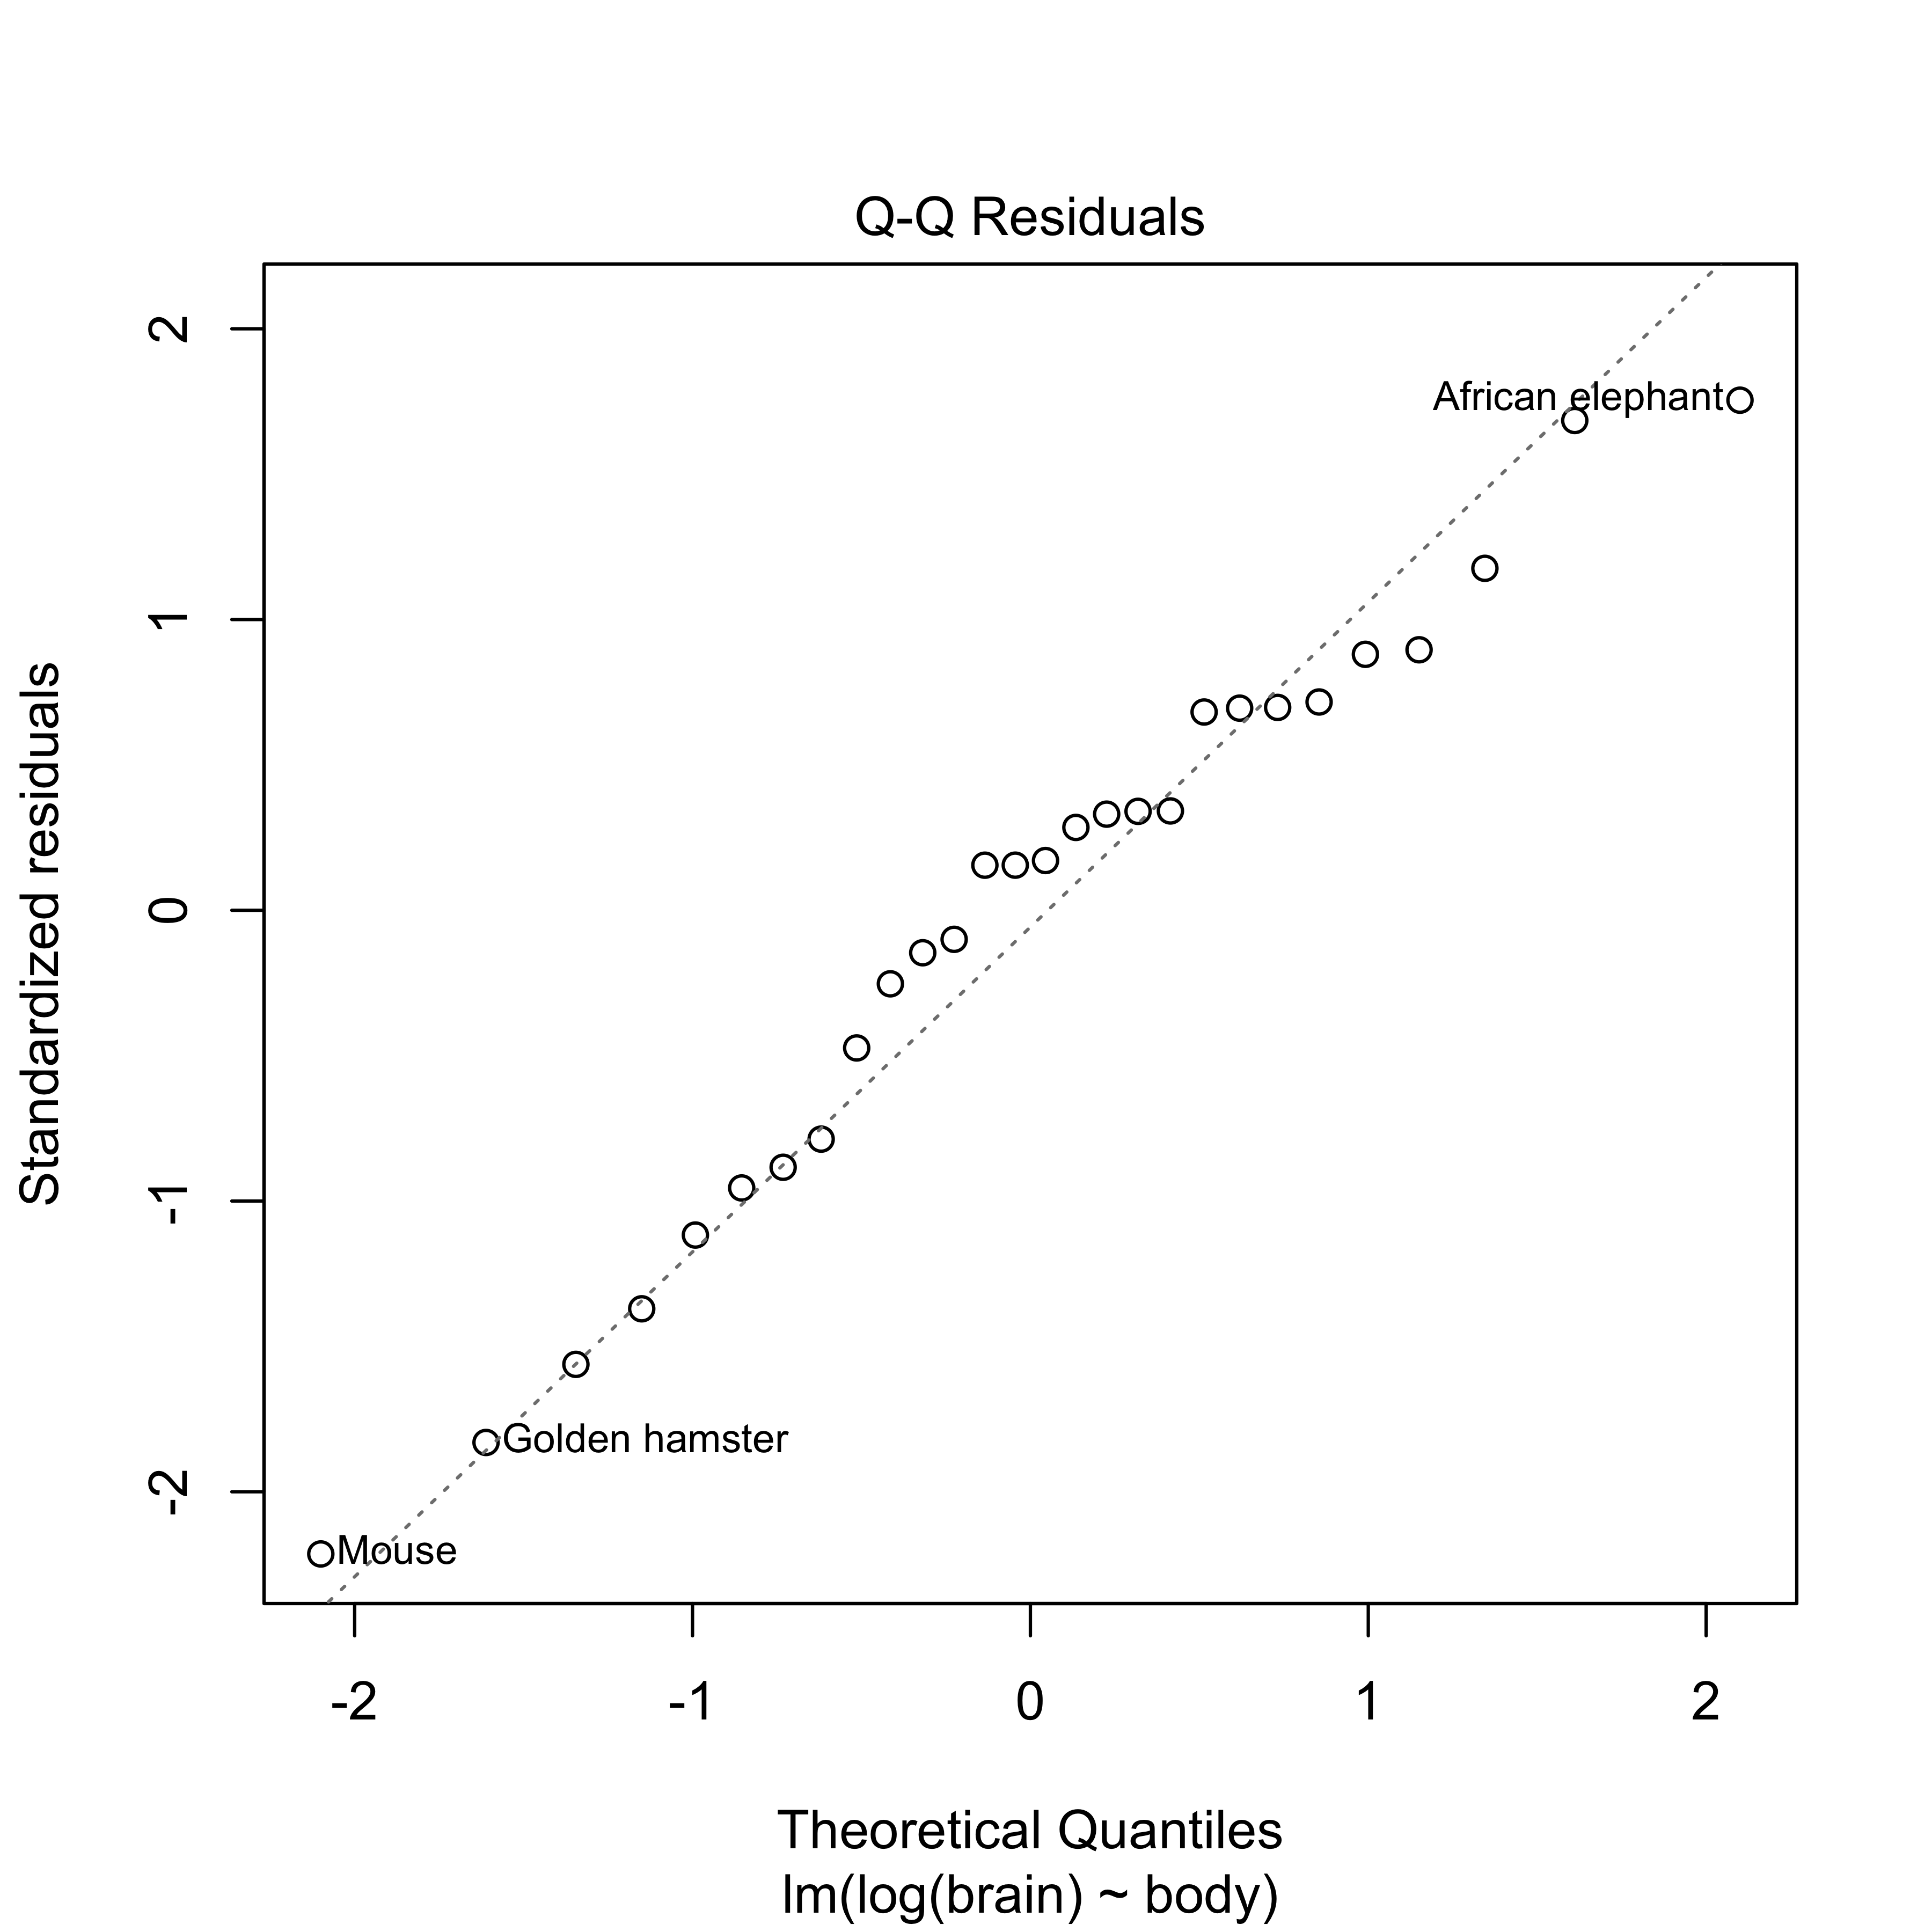 Q-Q Residuals
Standardized residuals
2
1
0
-1
-2
African elephant
Golden hamster
Mouse
-2 -1 0 1 2
Theoretical Quantiles
lm(log(brain) ~ body)